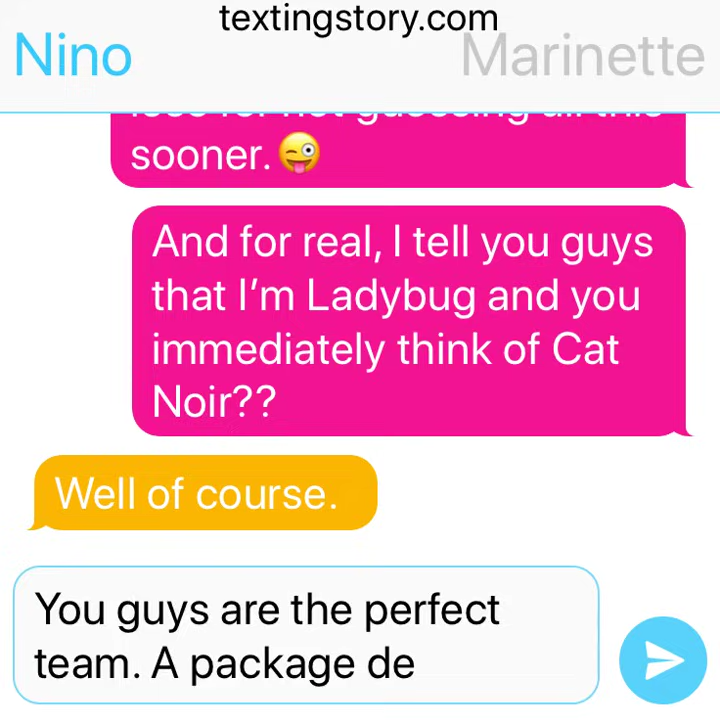 textingstory.com
Nino
Marinette
sooner.😜
And for real, I tell you guys
that I'm Ladybug and you
immediately think of Cat
Noir??
Well of course.
You guys are the perfect
team. A package de